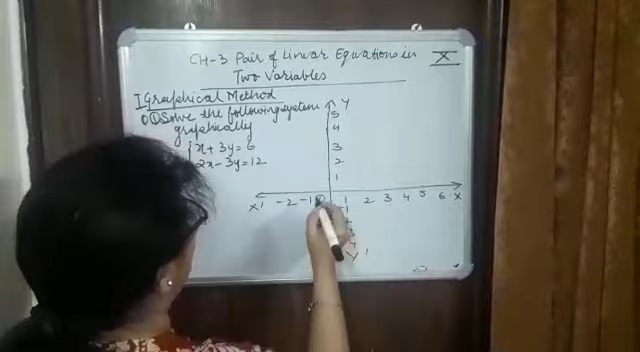 CH-3 Pair of Linear Equations in
Two Variables
X
I Graphical Method
Q① Solve the following system
graphically
x + 3y = 6
2x - 3y = 12
Y
5
4
3
2
1
X' -2 -1 0 1 2 3 4 5 6 X
Y'